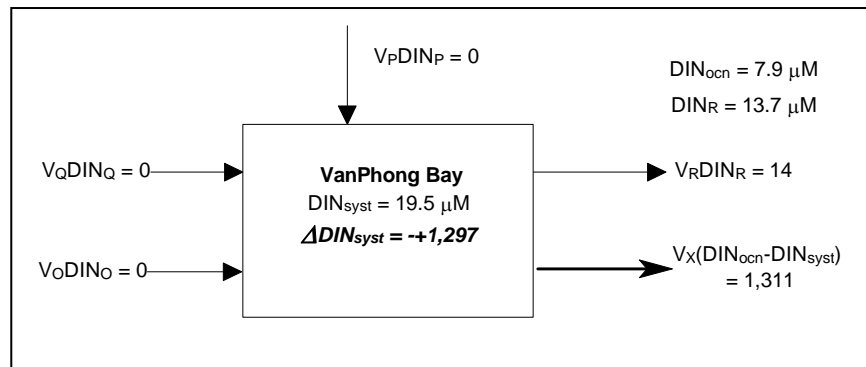 VPDINP = 0
DINocn = 7.9 μM
DINR = 13.7 μM
VQDINQ = 0
VanPhong Bay
DINsyst = 19.5 μM
ΔDINsyst = -+1,297
VRDINR = 14
VODINO = 0
VX(DINocn-DINsyst)
= 1,311